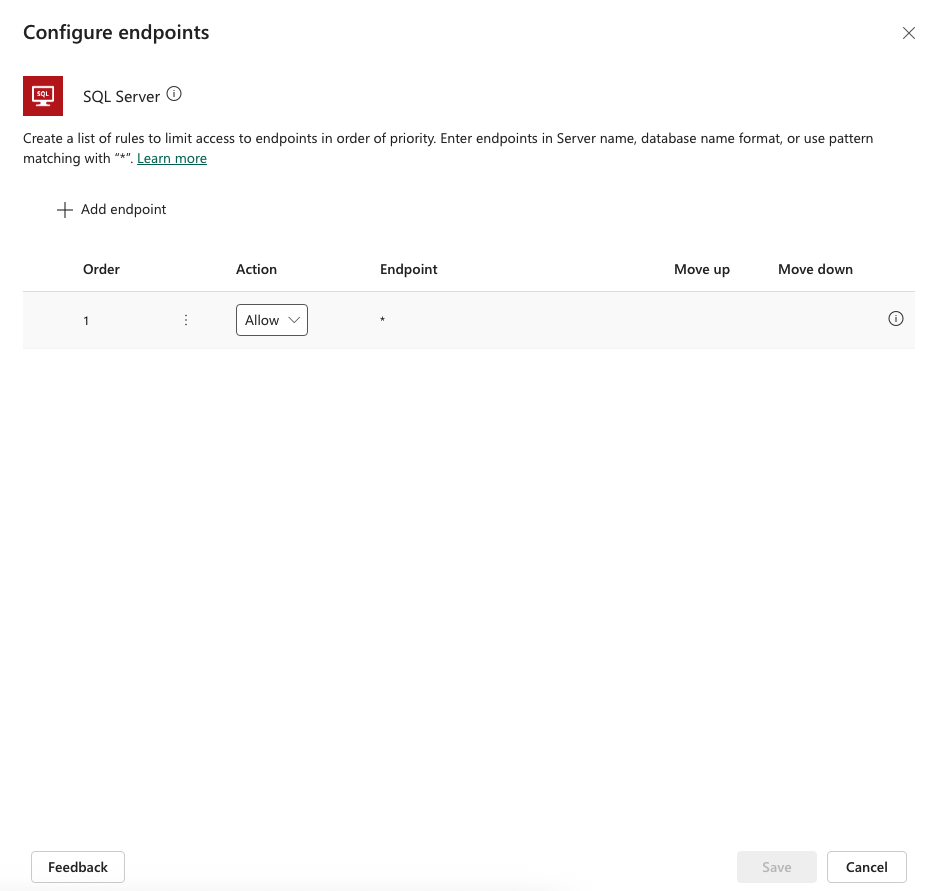 Configure endpoints
SQL
SQL Server
Create a list of rules to limit access to endpoints in order of priority. Enter endpoints in Server name, database name format, or use pattern
matching with “*”. Learn more
Add endpoint
Order Action Endpoint Move up Move down
1 Allow *
Feedback Save Cancel